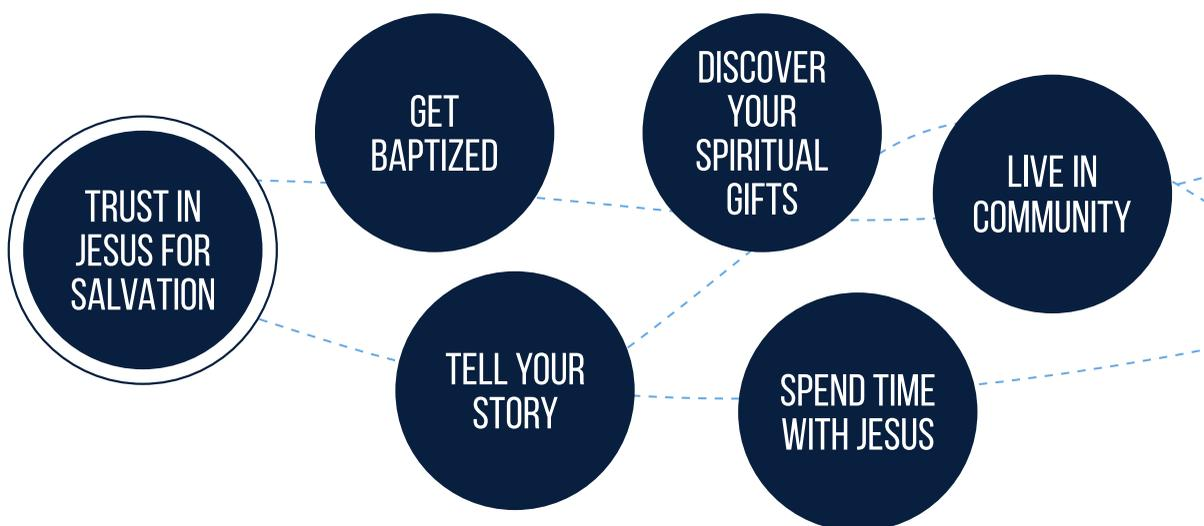 TRUST IN
JESUS FOR
SALVATION
GET
BAPTIZED
TELL YOUR
STORY
DISCOVER
YOUR
SPIRITUAL
GIFTS
SPEND TIME
WITH JESUS
LIVE IN
COMMUNITY